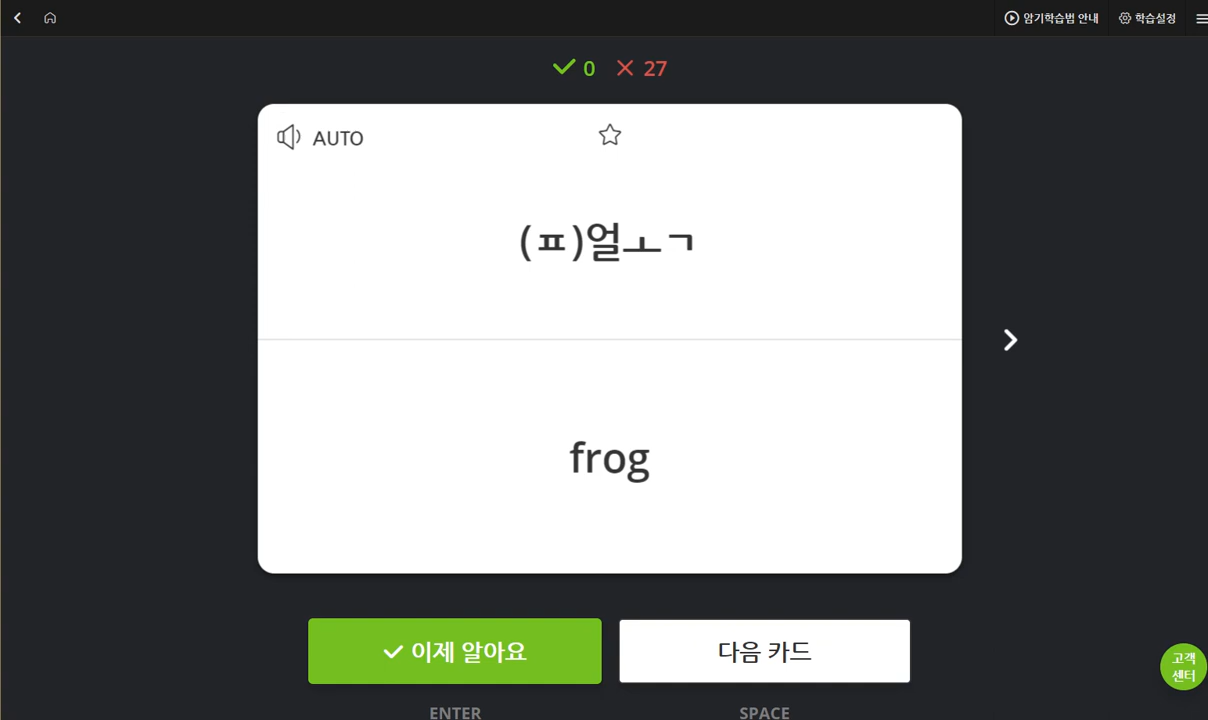 암기학습법 안내
학습설정
0 27
AUTO
(ㅍ)얼ㅗㄱ
frog
이제 알아요
다음 카드
ENTER
SPACE
고객
센터